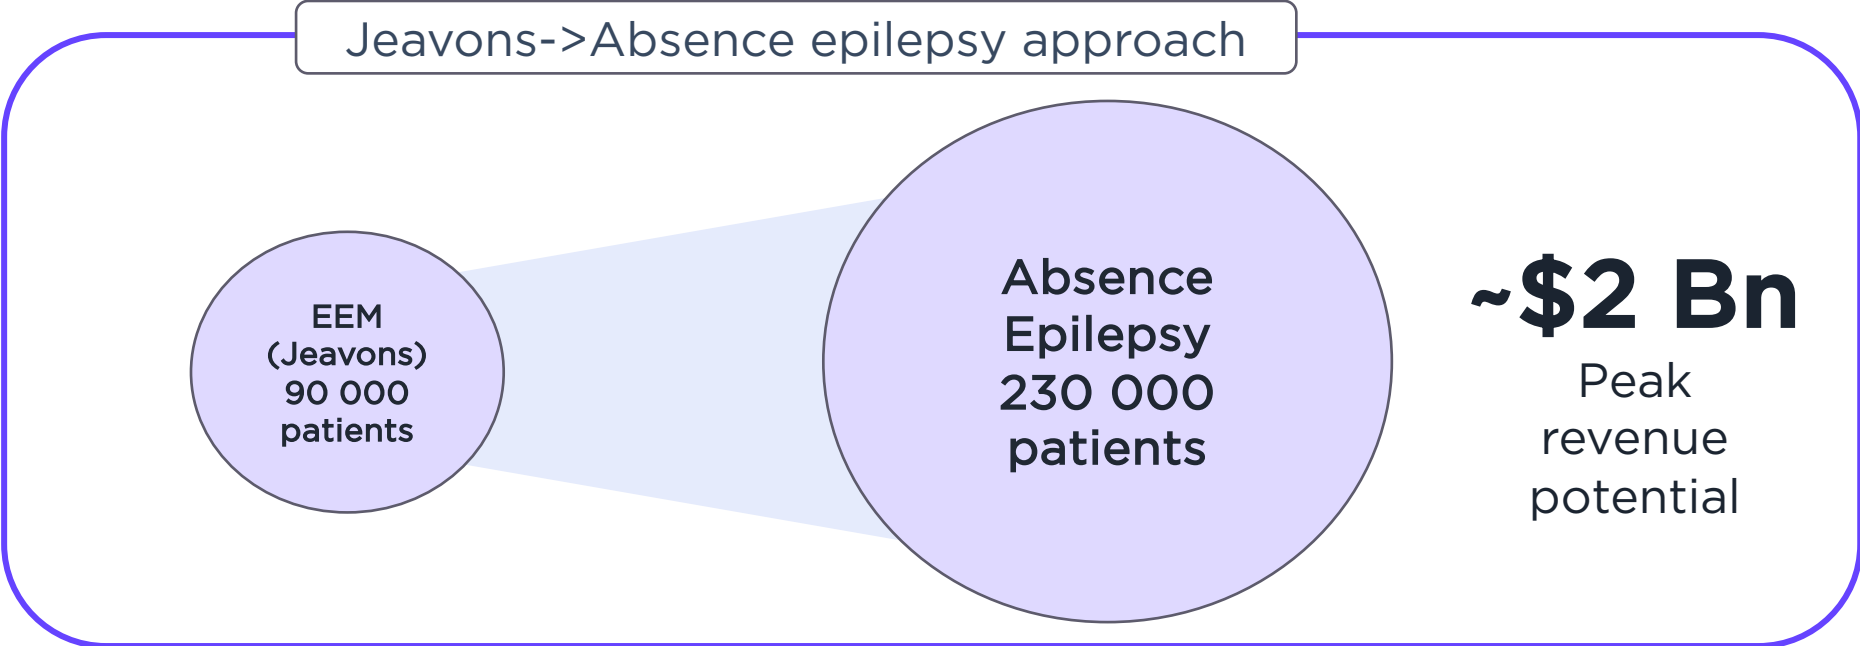 Jeavons->Absence epilepsy approach
EEM
(Jeavons)
90 000
patients
Absence
Epilepsy
230 000
patients
~$2 Bn
Peak
revenue
potential